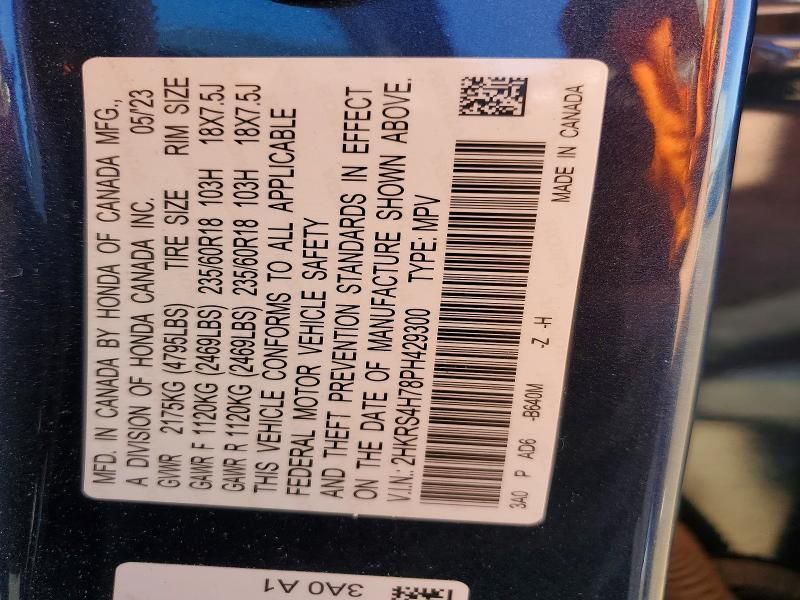 MFD. IN CANADA BY HONDA OF CANADA MFG.,
A DIVISION OF HONDA CANADA INC. 05/23
GVWR 2175KG (4795LBS) TIRE SIZE RIM SIZE
GAWR F 1120KG (2469LBS) 235/60R18 103H 18X7.5J
GAWR R 1120KG (2469LBS) 235/60R18 103H 18X7.5J
THIS VEHICLE CONFORMS TO ALL APPLICABLE
FEDERAL MOTOR VEHICLE SAFETY
AND THEFT PREVENTION STANDARDS IN EFFECT
ON THE DATE OF MANUFACTURE SHOWN ABOVE.
V.I.N.: 2HKRS4H78PH429300 TYPE: MPV
3A0 P AD6 -B640M -Z -H
MADE IN CANADA
3A0 A1